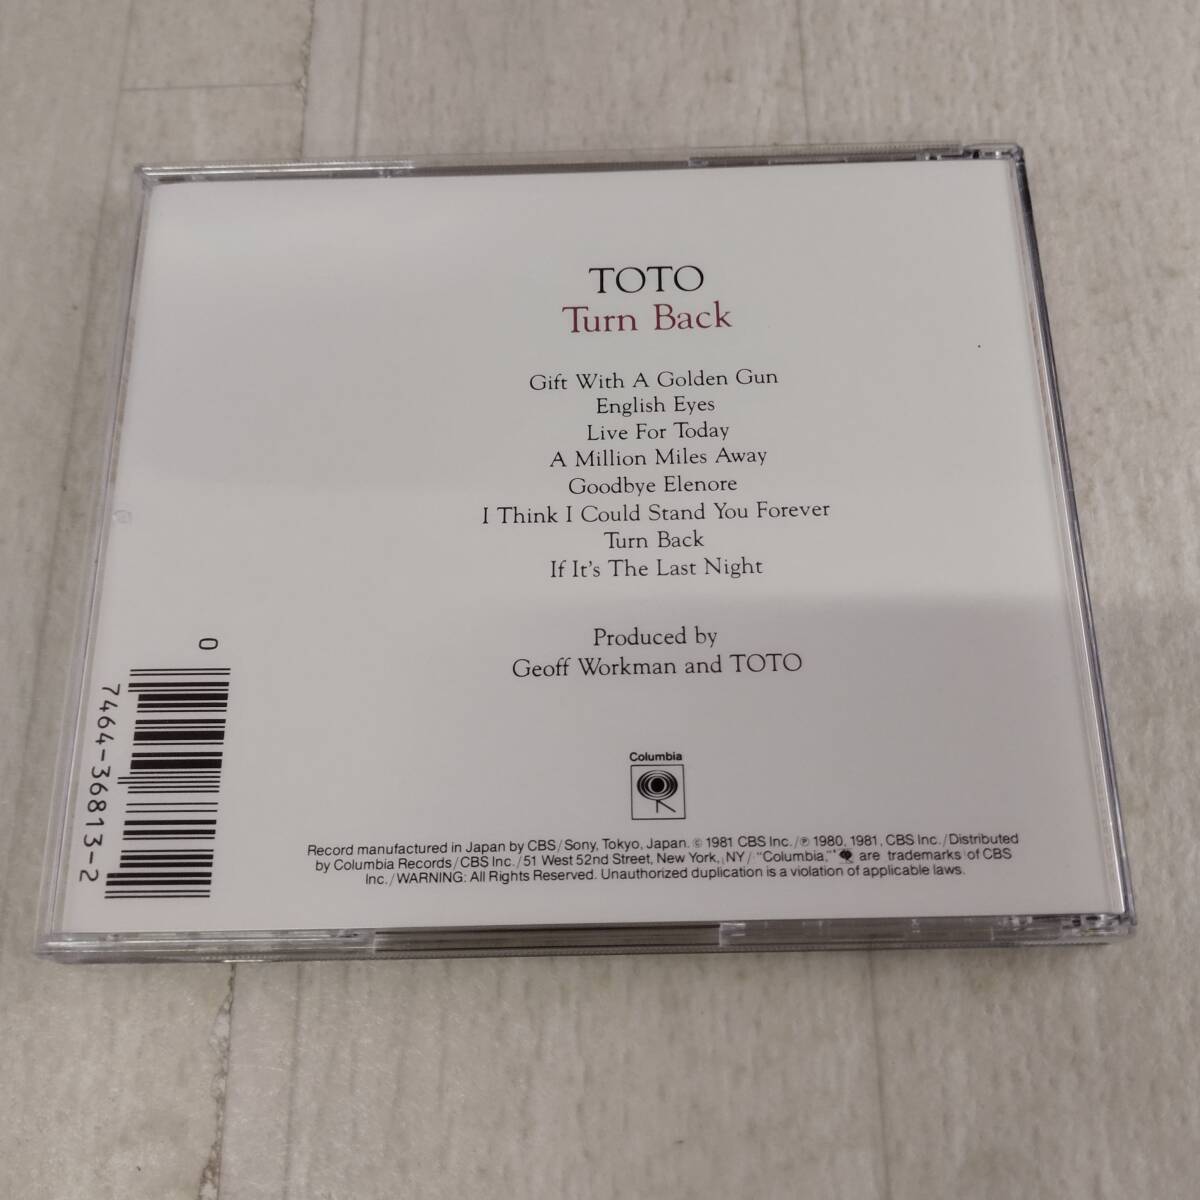 TOTO
Turn Back
Gift With A Golden Gun
English Eyes
Live For Today
A Million Miles Away
Goodbye Elenore
I Think I Could Stand You Forever
Turn Back
If It's The Last Night
Produced by
Geoff Workman and TOTO
0
7464-36813-2
Columbia
Record manufactured in Japan by CBS/Sony, Tokyo, Japan. © 1981 CBS Inc./℗ 1980, 1981, CBS Inc./Distributed
by Columbia Records/CBS Inc./51 West 52nd Street, New York, NY/ "Columbia," are trademarks of CBS
Inc./WARNING: All Rights Reserved. Unauthorized duplication is a violation of applicable laws.